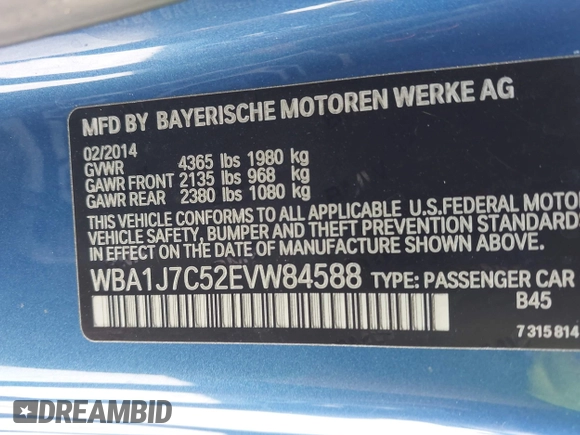 MFD BY BAYERISCHE MOTOREN WERKE AG
02/2014
GVWR 4365 lbs 1980 kg
GAWR FRONT 2135 lbs 968 kg
GAWR REAR 2380 lbs 1080 kg
THIS VEHICLE CONFORMS TO ALL APPLICABLE U.S.FEDERAL MOTOR
VEHICLE SAFETY, BUMPER AND THEFT PREVENTION STANDARDS
IN EFFECT ON THE DATE OF MANUFACTURE SHOWN ABOVE.
WBA1J7C52EVW84588 TYPE: PASSENGER CAR
B45
7 315 814
DREAMBID